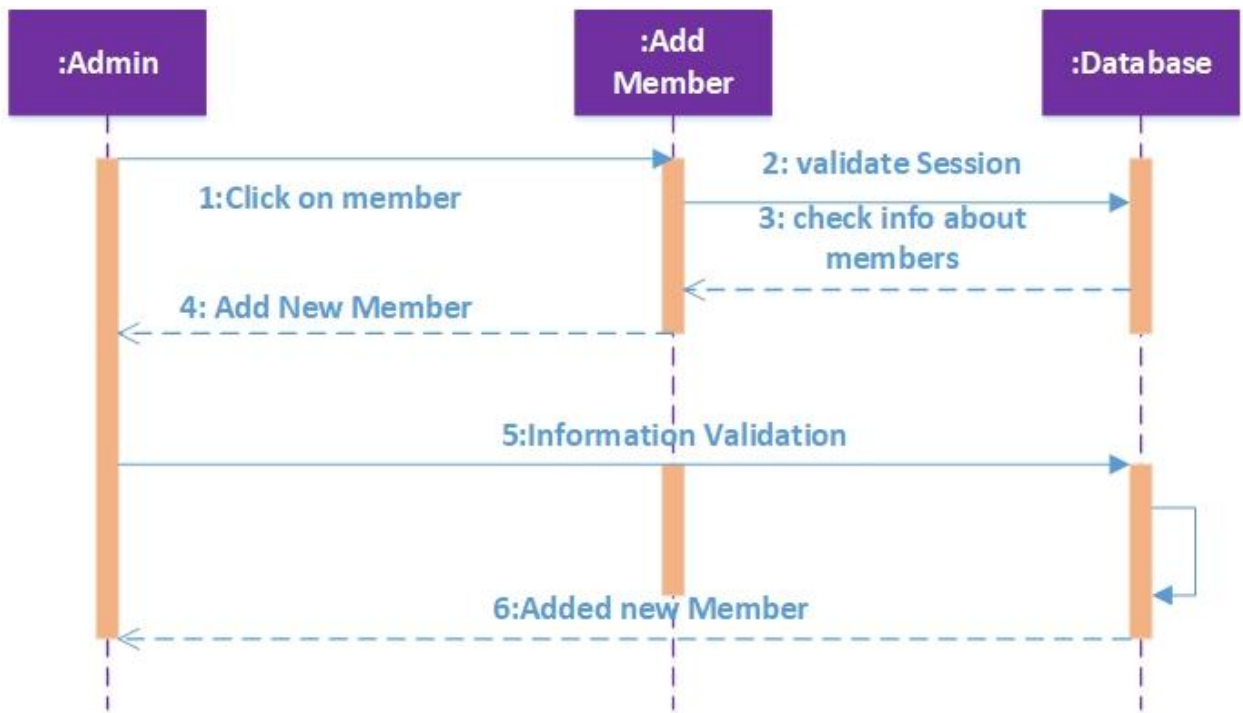 :Admin
:Add
Member
:Database
1:Click on member
2: validate Session
3: check info about
members
4: Add New Member
5:Information Validation
6:Added new Member